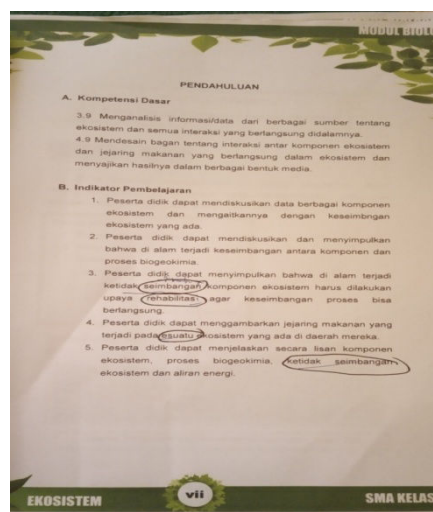 MODUL BIOL
PENDAHULUAN
A. Kompetensi Dasar
3.9 Menganalisis informasi/data dari berbagai sumber tentang
ekosistem dan semua interaksi yang berlangsung didalamnya.
4.9 Mendesain bagan tentang interaksi antar komponen ekosistem
dan jejaring makanan yang berlangsung dalam ekosistem dan
menyajikan hasilnya dalam berbagai bentuk media.
B. Indikator Pembelajaran
1. Peserta didik dapat mendiskusikan data berbagai komponen
ekosistem dan mengaitkannya dengan keseimbngan
ekosistem yang ada.
2. Peserta didik dapat mendiskusikan dan menyimpulkan
bahwa di alam terjadi keseimbangan antara komponen dan
proses biogeokimia.
3. Peserta didik dapat menyimpulkan bahwa di alam terjadi
ketidak seimbangan komponen ekosistem harus dilakukan
upaya rehabilitasi agar keseimbangan proses bisa
berlangsung.
4. Peserta didik dapat menggambarkan jejaring makanan yang
terjadi pada esuatu ekosistem yang ada di daerah mereka.
5. Peserta didik dapat menjelaskan secara lisan komponen
ekosistem, proses biogeokimia, ketidak seimbangan
ekosistem dan aliran energi.
EKOSISTEM vii SMA KELAS